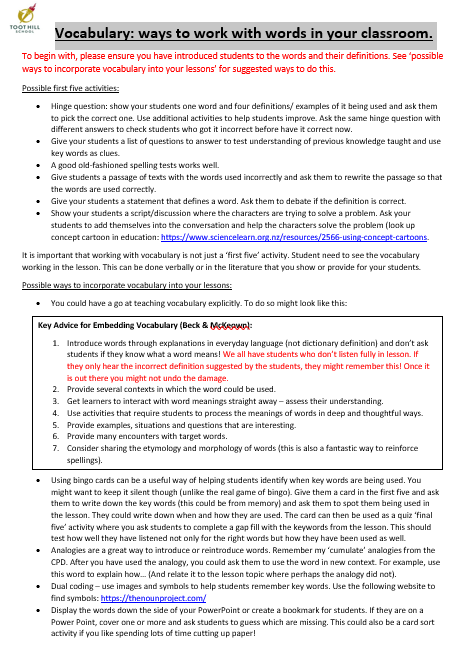 TOOT HILL
SCHOOL
Vocabulary: ways to work with words in your classroom.
To begin with, please ensure you have introduced students to the words and their definitions. See 'possible
ways to incorporate vocabulary into your lessons' for suggested ways to do this.
Possible first five activities:
• Hinge question: show your students one word and four definitions/ examples of it being used and ask them
to pick the correct one. Use additional activities to help students improve. Ask the same hinge question with
different answers to check students who got it incorrect before have it correct now.
• Give your students a list of questions to answer to test understanding of previous knowledge taught and use
key words as clues.
• A good old-fashioned spelling tests works well.
• Give students a passage of texts with the words used incorrectly and ask them to rewrite the passage so that
the words are used correctly.
• Give your students a statement that defines a word. Ask them to debate if the definition is correct.
• Show your students a script/discussion where the characters are trying to solve a problem. Ask your
students to add themselves into the conversation and help the characters solve the problem (look up
concept cartoon in education: https://www.sciencelearn.org.nz/resources/2566-using-concept-cartoons.
It is important that working with vocabulary is not just a 'first five' activity. Student need to see the vocabulary
working in the lesson. This can be done verbally or in the literature that you show or provide for your students.
Possible ways to incorporate vocabulary into your lessons:
• You could have a go at teaching vocabulary explicitly. To do so might look like this:
Key Advice for Embedding Vocabulary (Beck & McKeown):
1. Introduce words through explanations in everyday language (not dictionary definition) and don't ask
students if they know what a word means! We all have students who don't listen fully in lesson. If
they only hear the incorrect definition suggested by the students, they might remember this! Once it
is out there you might not undo the damage.
2. Provide several contexts in which the word could be used.
3. Get learners to interact with word meanings straight away – assess their understanding.
4. Use activities that require students to process the meanings of words in deep and thoughtful ways.
5. Provide examples, situations and questions that are interesting.
6. Provide many encounters with target words.
7. Consider sharing the etymology and morphology of words (this is also a fantastic way to reinforce
spellings).
• Using bingo cards can be a useful way of helping students identify when key words are being used. You
might want to keep it silent though (unlike the real game of bingo). Give them a card in the first five and ask
them to write down the key words (this could be from memory) and ask them to spot them being used in
the lesson. They could write down when and how they are used. The card can then be used as a quiz 'final
five' activity where you ask students to complete a gap fill with the keywords from the lesson. This should
test how well they have listened not only for the right words but how they have been used as well.
• Analogies are a great way to introduce or reintroduce words. Remember my 'cumulate' analogies from the
CPD. After you have used the analogy, you could ask them to use the word in new context. For example, use
this word to explain how… (And relate it to the lesson topic where perhaps the analogy did not).
• Dual coding – use images and symbols to help students remember key words. Use the following website to
find symbols: https://thenounproject.com/
• Display the words down the side of your PowerPoint or create a bookmark for students. If they are on a
Power Point, cover one or more and ask students to guess which are missing. This could also be a card sort
activity if you like spending lots of time cutting up paper!